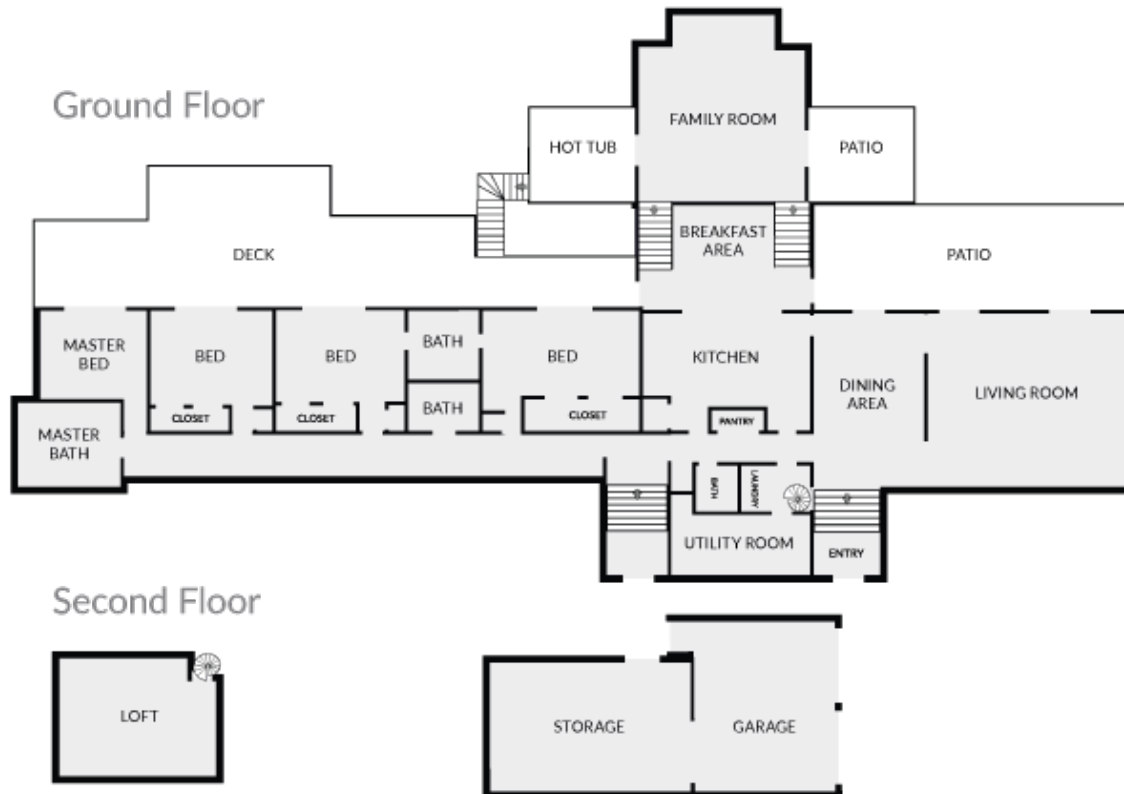 Ground Floor
FAMILY ROOM
HOT TUB
PATIO
BREAKFAST
AREA
DECK
PATIO
MASTER
BED
BED
BED
BATH
BED
KITCHEN
DINING
AREA
LIVING ROOM
BATH
CLOSET
CLOSET
CLOSET
PANTRY
MASTER
BATH
BATH
LAUNDRY
UTILITY ROOM
ENTRY
Second Floor
LOFT
STORAGE
GARAGE